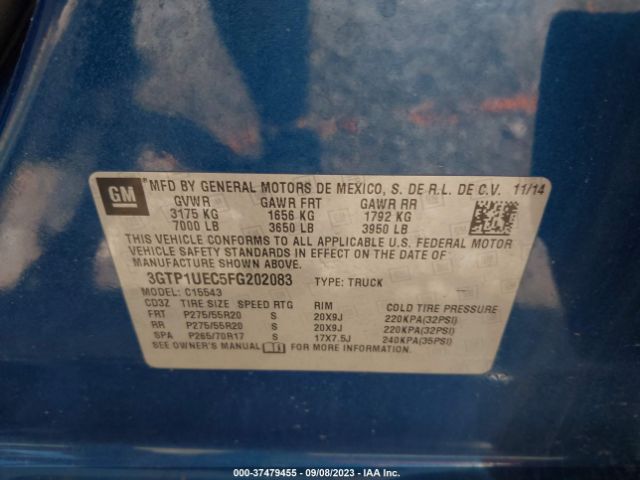 GM
MFD BY GENERAL MOTORS DE MEXICO, S. DE R.L. DE C.V. 11/14
GVWR GAWR FRT GAWR RR
3175 KG 1656 KG 1792 KG
7000 LB 3650 LB 3950 LB
THIS VEHICLE CONFORMS TO ALL APPLICABLE U.S. FEDERAL MOTOR
VEHICLE SAFETY STANDARDS IN EFFECT ON THE DATE OF
MANUFACTURE SHOWN ABOVE.
3GTP1UEC5FG202083 TYPE: TRUCK
MODEL: C15543
CD3Z TIRE SIZE SPEED RTG RIM COLD TIRE PRESSURE
FRT P275/55R20 S 20X9J 220KPA(32PSI)
RR P275/55R20 S 20X9J 220KPA(32PSI)
SPA P265/70R17 S 17X7.5J 240KPA(35PSI)
SEE OWNER'S MANUAL FOR MORE INFORMATION.
000-37479455 - 09/08/2023 - IAA Inc.